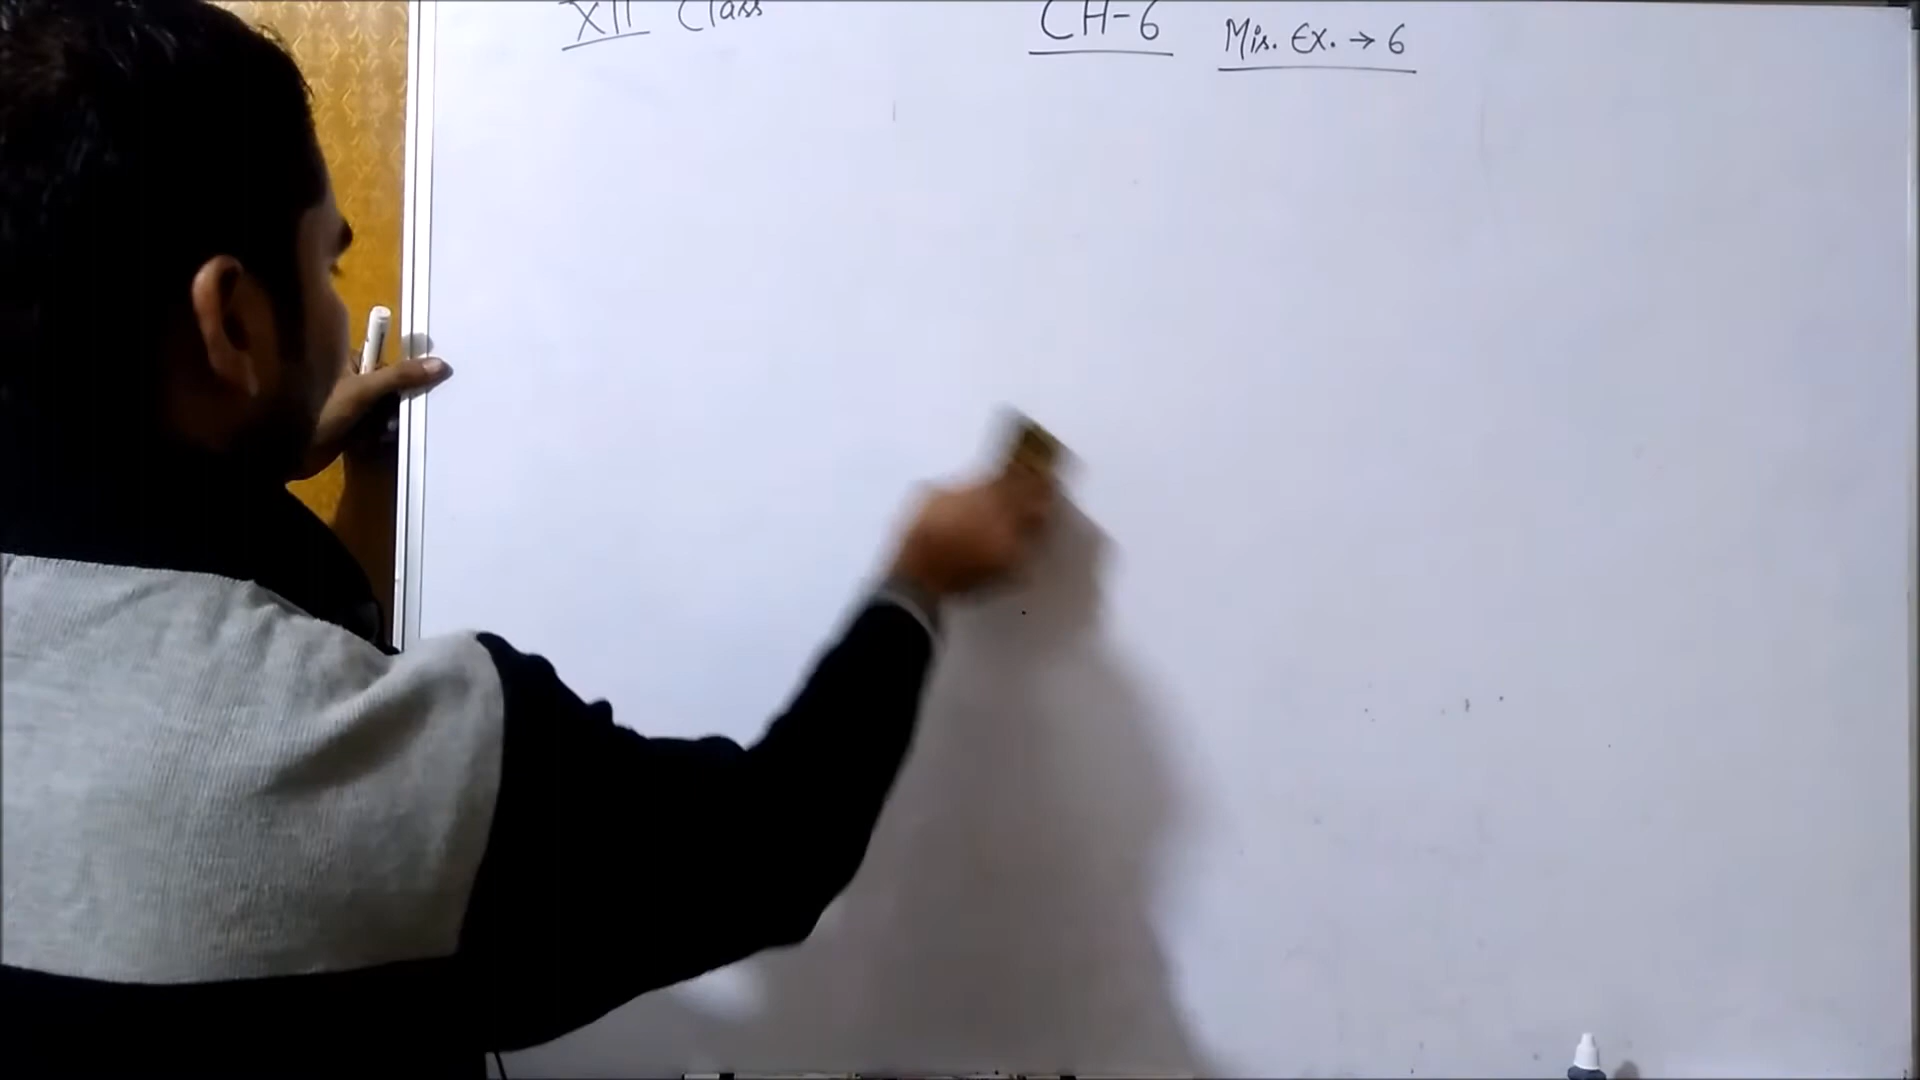 XII Class CH-6 Mis. EX. → 6